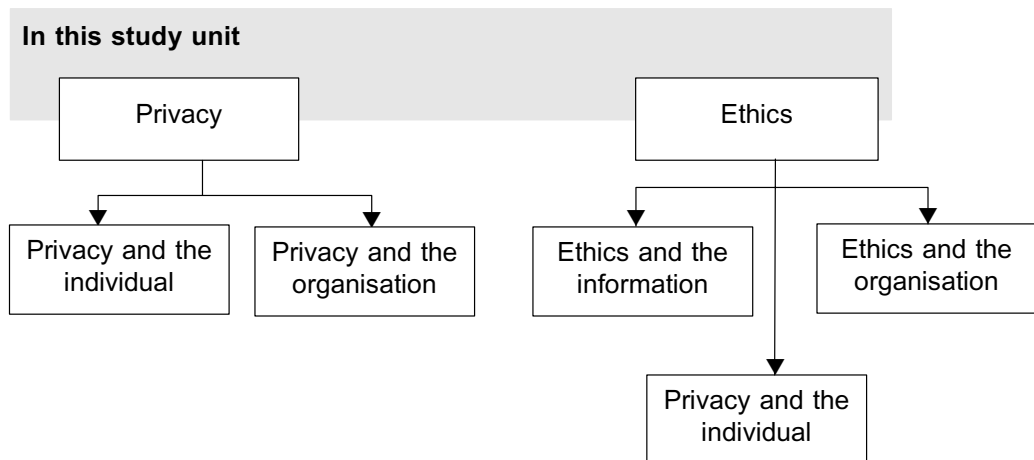 In this study unit
Privacy
Ethics
Privacy and the
individual
Privacy and the
organisation
Ethics and the
information
Ethics and the
organisation
Privacy and the
individual